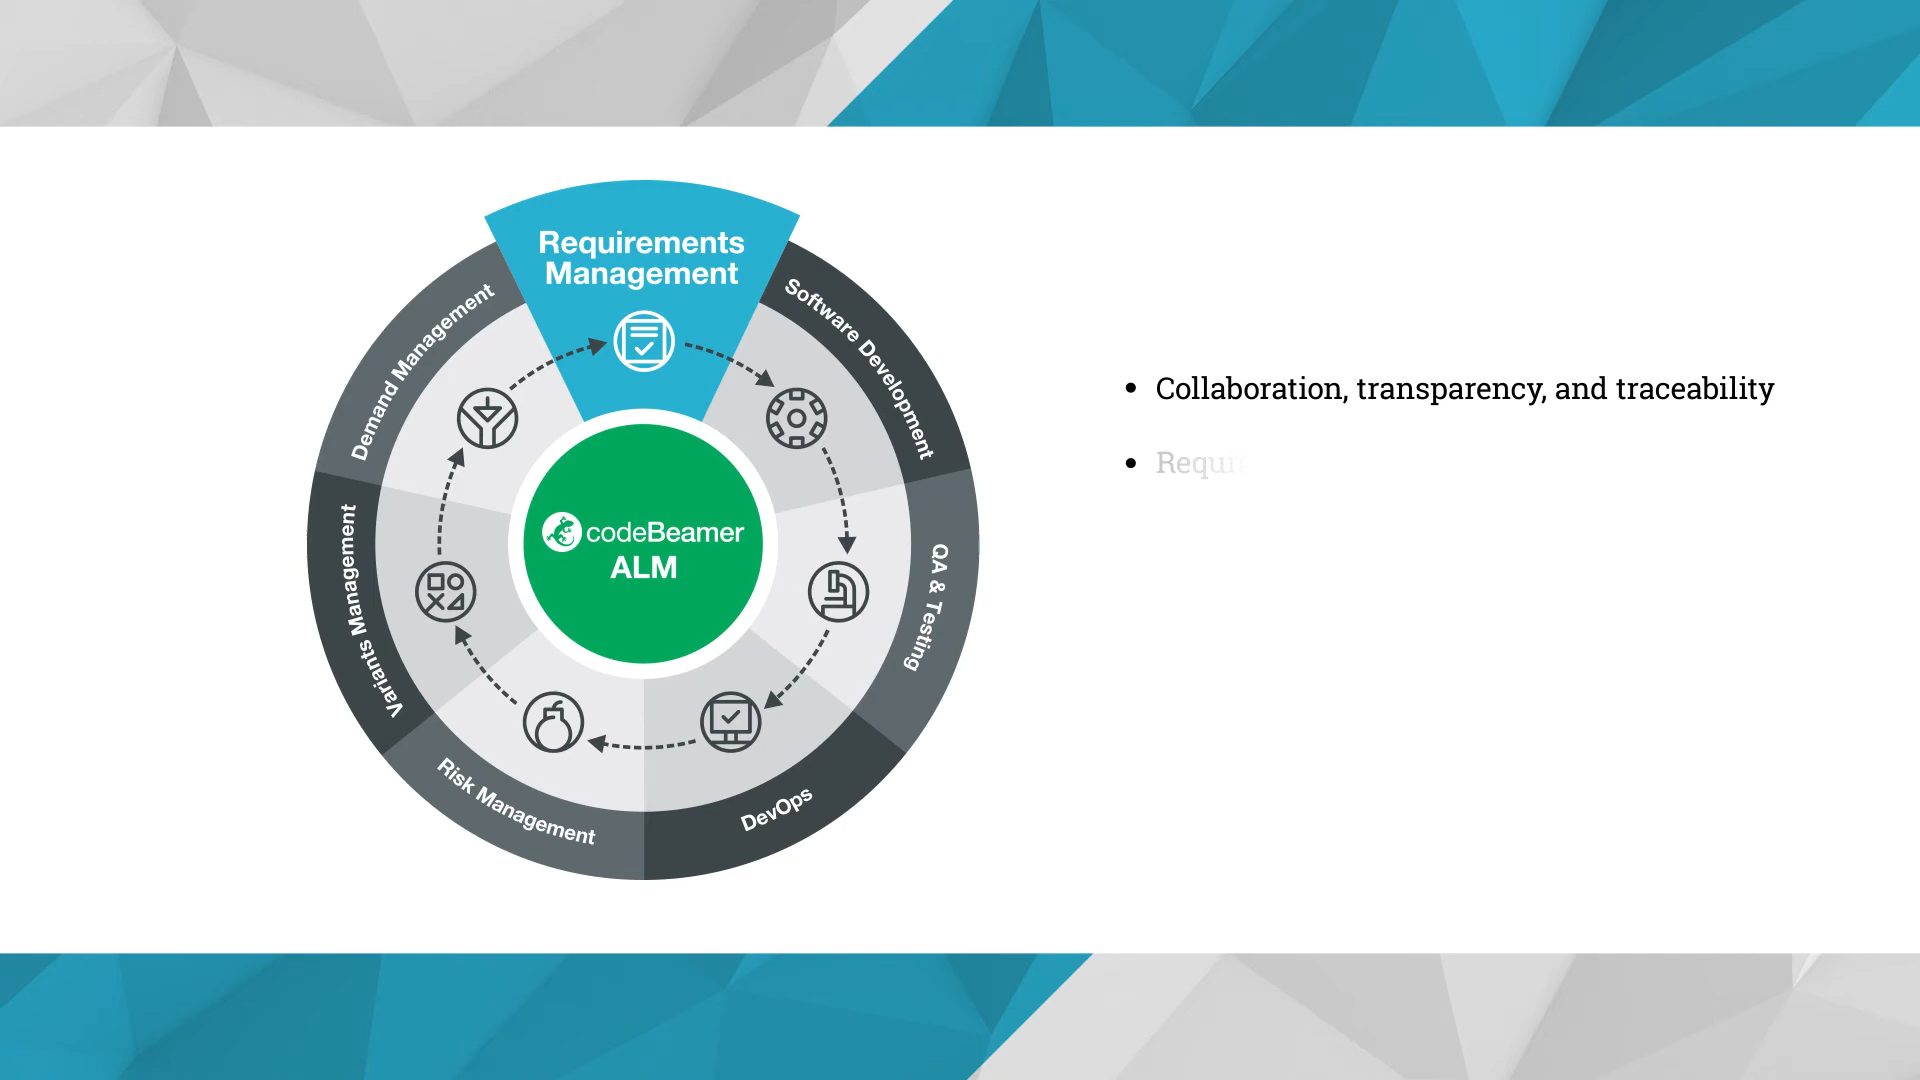 Requirements
Management
Software Development
QA & Testing
DevOps
Risk Management
Variants Management
Demand Management
codeBeamer
ALM
• Collaboration, transparency, and traceability